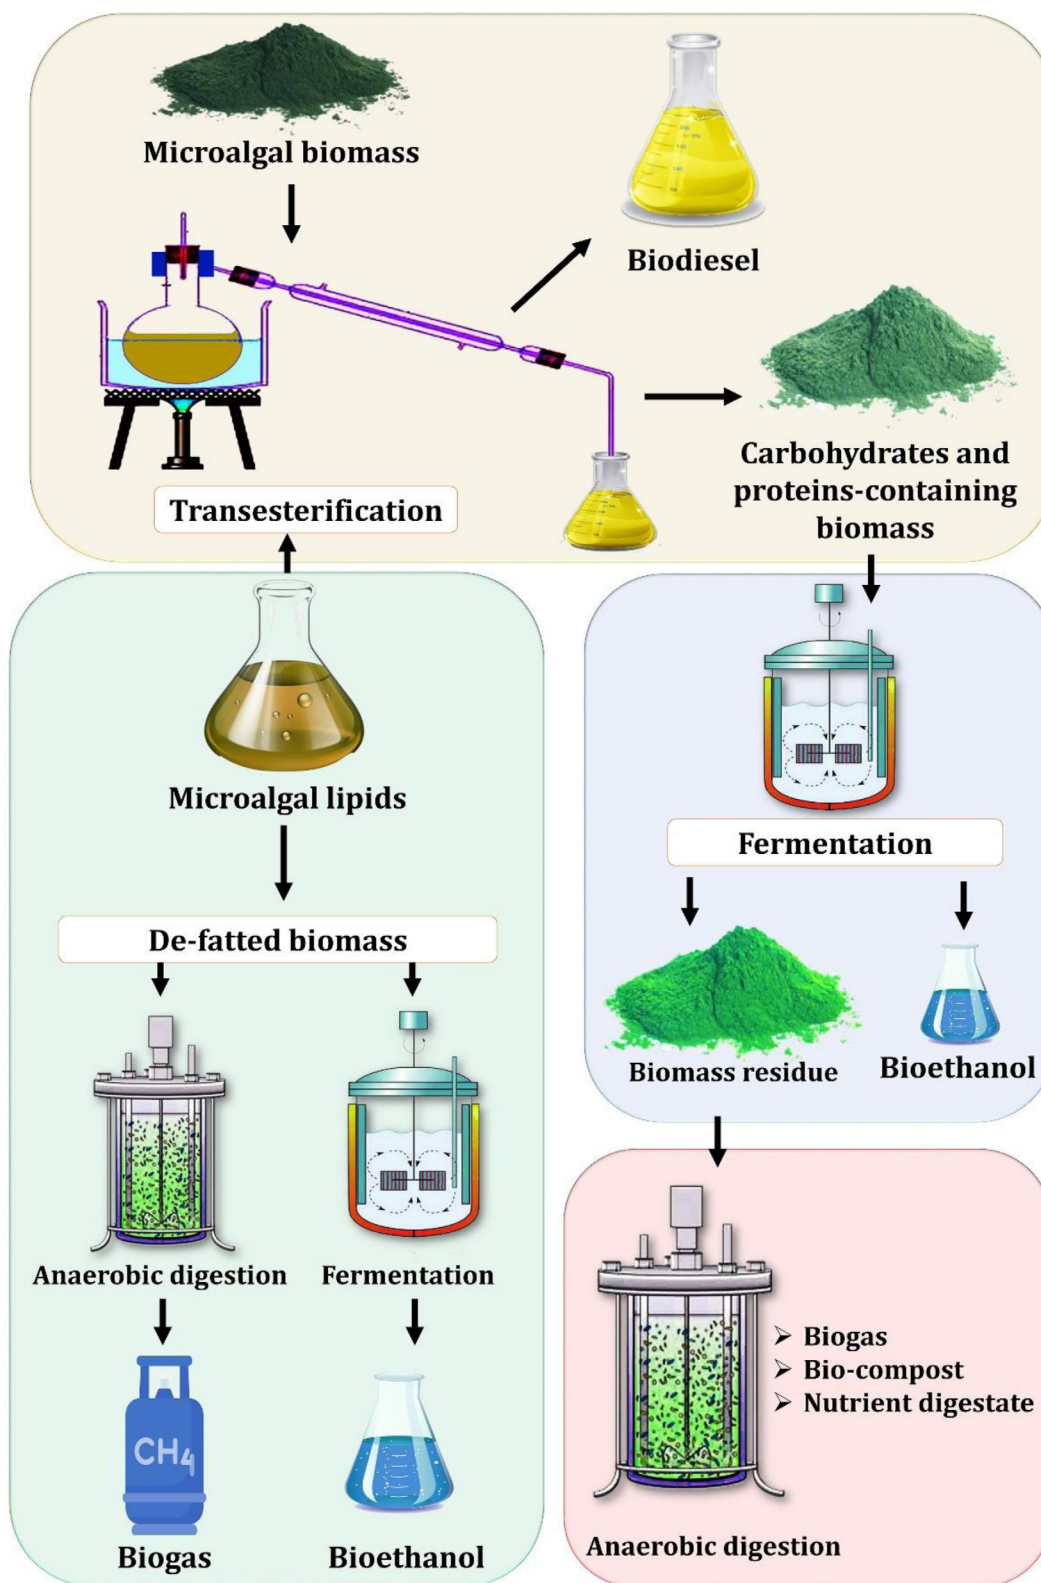 Microalgal biomass
Biodiesel
Carbohydrates and
proteins-containing
biomass
Transesterification
Microalgal lipids
De-fatted biomass
Anaerobic digestion
Fermentation
CH4
Biogas
Bioethanol
Fermentation
Biomass residue
Bioethanol
➢ Biogas
➢ Bio-compost
➢ Nutrient digestate
Anaerobic digestion